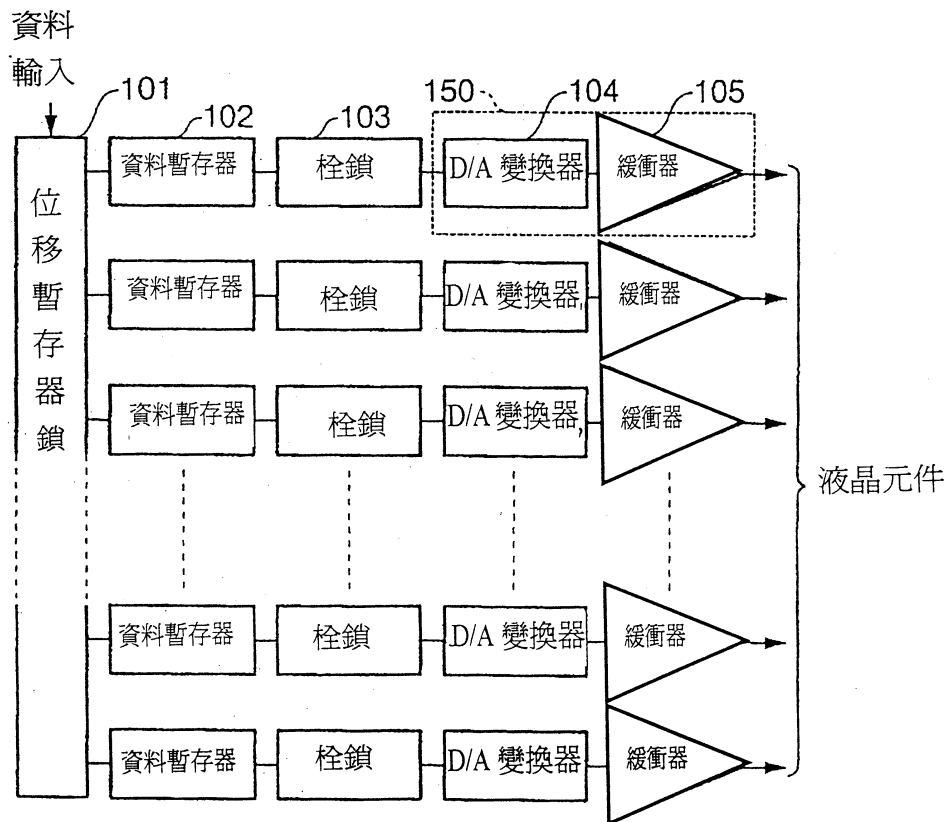 資料
輸入
101
102
103
150
104
105
位移暫存器鎖
資料暫存器
栓鎖
D/A 變換器
緩衝器
資料暫存器
栓鎖
D/A 變換器
緩衝器
資料暫存器
栓鎖
D/A 變換器
緩衝器
液晶元件
資料暫存器
栓鎖
D/A 變換器
緩衝器
資料暫存器
栓鎖
D/A 變換器
緩衝器